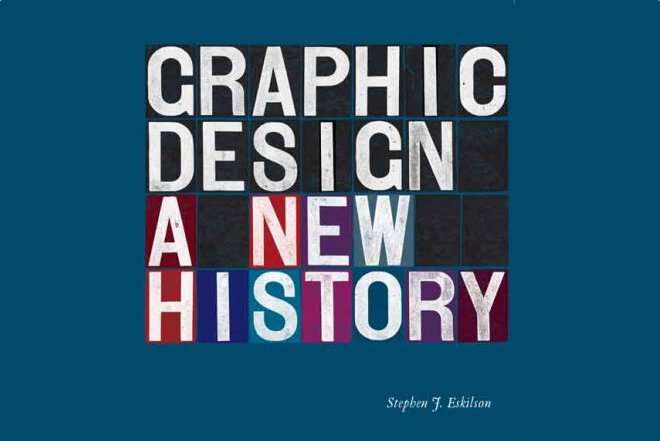 GRAPHIC
DESIGN
A NEW
HISTORY
Stephen J. Eskilson